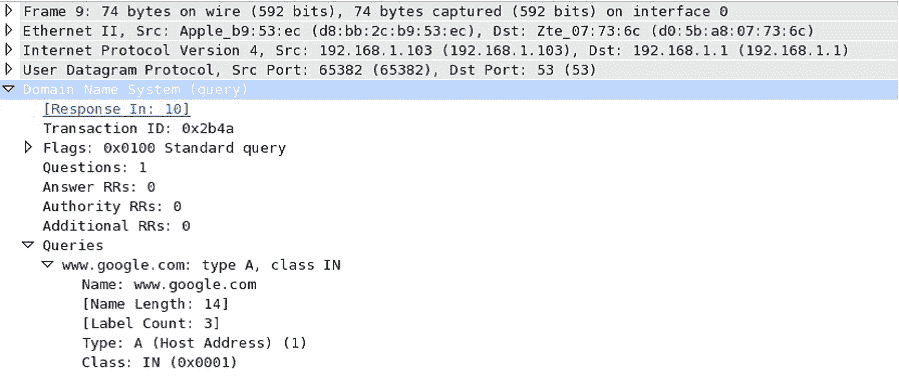 Frame 9: 74 bytes on wire (592 bits), 74 bytes captured (592 bits) on interface 0
Ethernet II, Src: Apple_b9:53:ec (d8:bb:2c:b9:53:ec), Dst: Zte_07:73:6c (d0:5b:a8:07:73:6c)
Internet Protocol Version 4, Src: 192.168.1.103 (192.168.1.103), Dst: 192.168.1.1 (192.168.1.1)
User Datagram Protocol, Src Port: 65382 (65382), Dst Port: 53 (53)
Domain Name System (query)
[Response In: 10]
Transaction ID: 0x2b4a
Flags: 0x0100 Standard query
Questions: 1
Answer RRs: 0
Authority RRs: 0
Additional RRs: 0
Queries
www.google.com: type A, class IN
Name: www.google.com
[Name Length: 14]
[Label Count: 3]
Type: A (Host Address) (1)
Class: IN (0x0001)